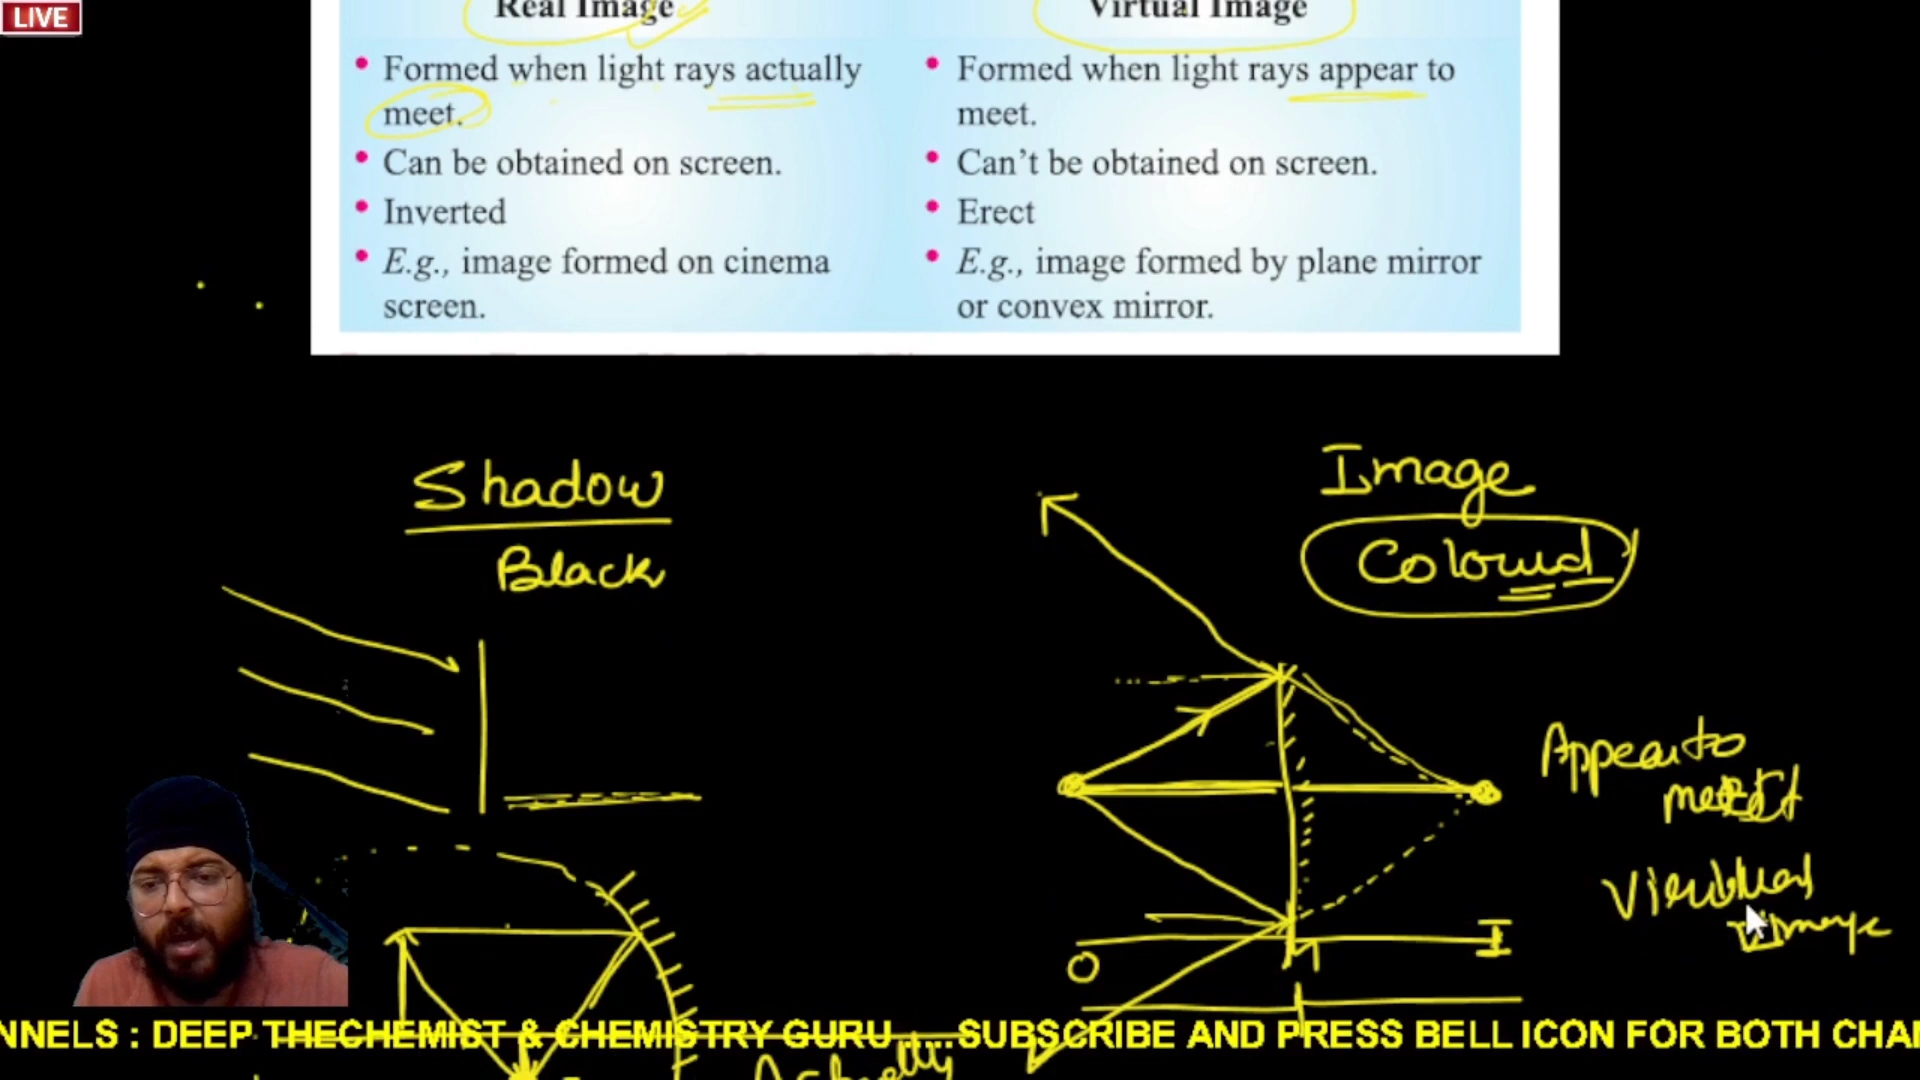 LIVE
Real Image
Virtual Image
• Formed when light rays actually
meet.
• Can be obtained on screen.
• Inverted
• E.g., image formed on cinema
screen.
• Formed when light rays appear to
meet.
• Can't be obtained on screen.
• Erect
• E.g., image formed by plane mirror
or convex mirror.
Shadow
Black
Image
Coloured
Appear to
meet
Virtual
Image
O
I
NNELS : DEEP THECHEMIST & CHEMISTRY GURU.....SUBSCRIBE AND PRESS BELL ICON FOR BOTH CHA
Actually